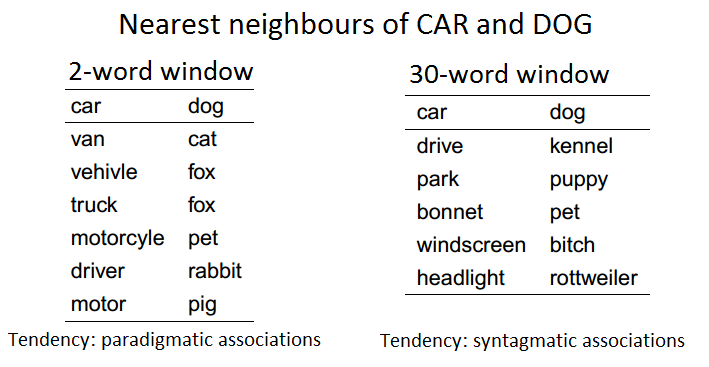 Nearest neighbours of CAR and DOG
2-word window
car dog
van cat
vehivle fox
truck fox
motorcyle pet
driver rabbit
motor pig
Tendency: paradigmatic associations
30-word window
car dog
drive kennel
park puppy
bonnet pet
windscreen bitch
headlight rottweiler
Tendency: syntagmatic associations